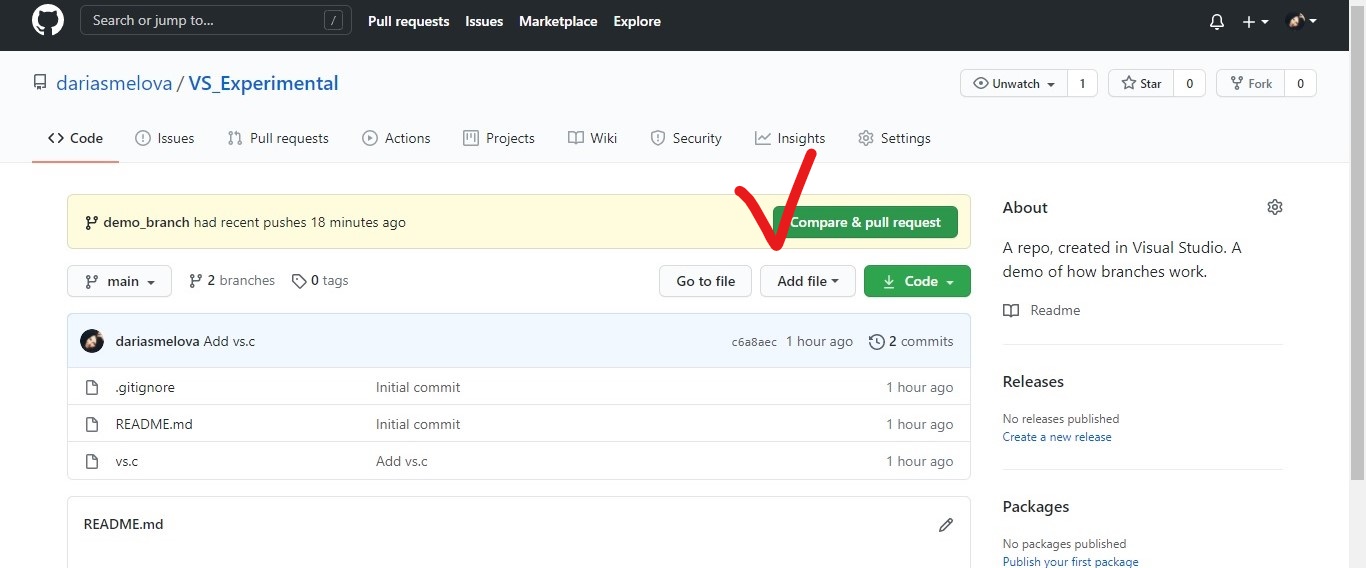 Search or jump to... / Pull requests Issues Marketplace Explore
dariasmelova / VS_Experimental Unwatch 1 Star 0 Fork 0
Code Issues Pull requests Actions Projects Wiki Security Insights Settings
demo_branch had recent pushes 18 minutes ago Compare & pull request
main 2 branches 0 tags Go to file Add file Code
dariasmelova Add vs.c c6a8aec 1 hour ago 2 commits
.gitignore Initial commit 1 hour ago
README.md Initial commit 1 hour ago
vs.c Add vs.c 1 hour ago
README.md
About
A repo, created in Visual Studio. A
demo of how branches work.
Readme
Releases
No releases published
Create a new release
Packages
No packages published
Publish your first package